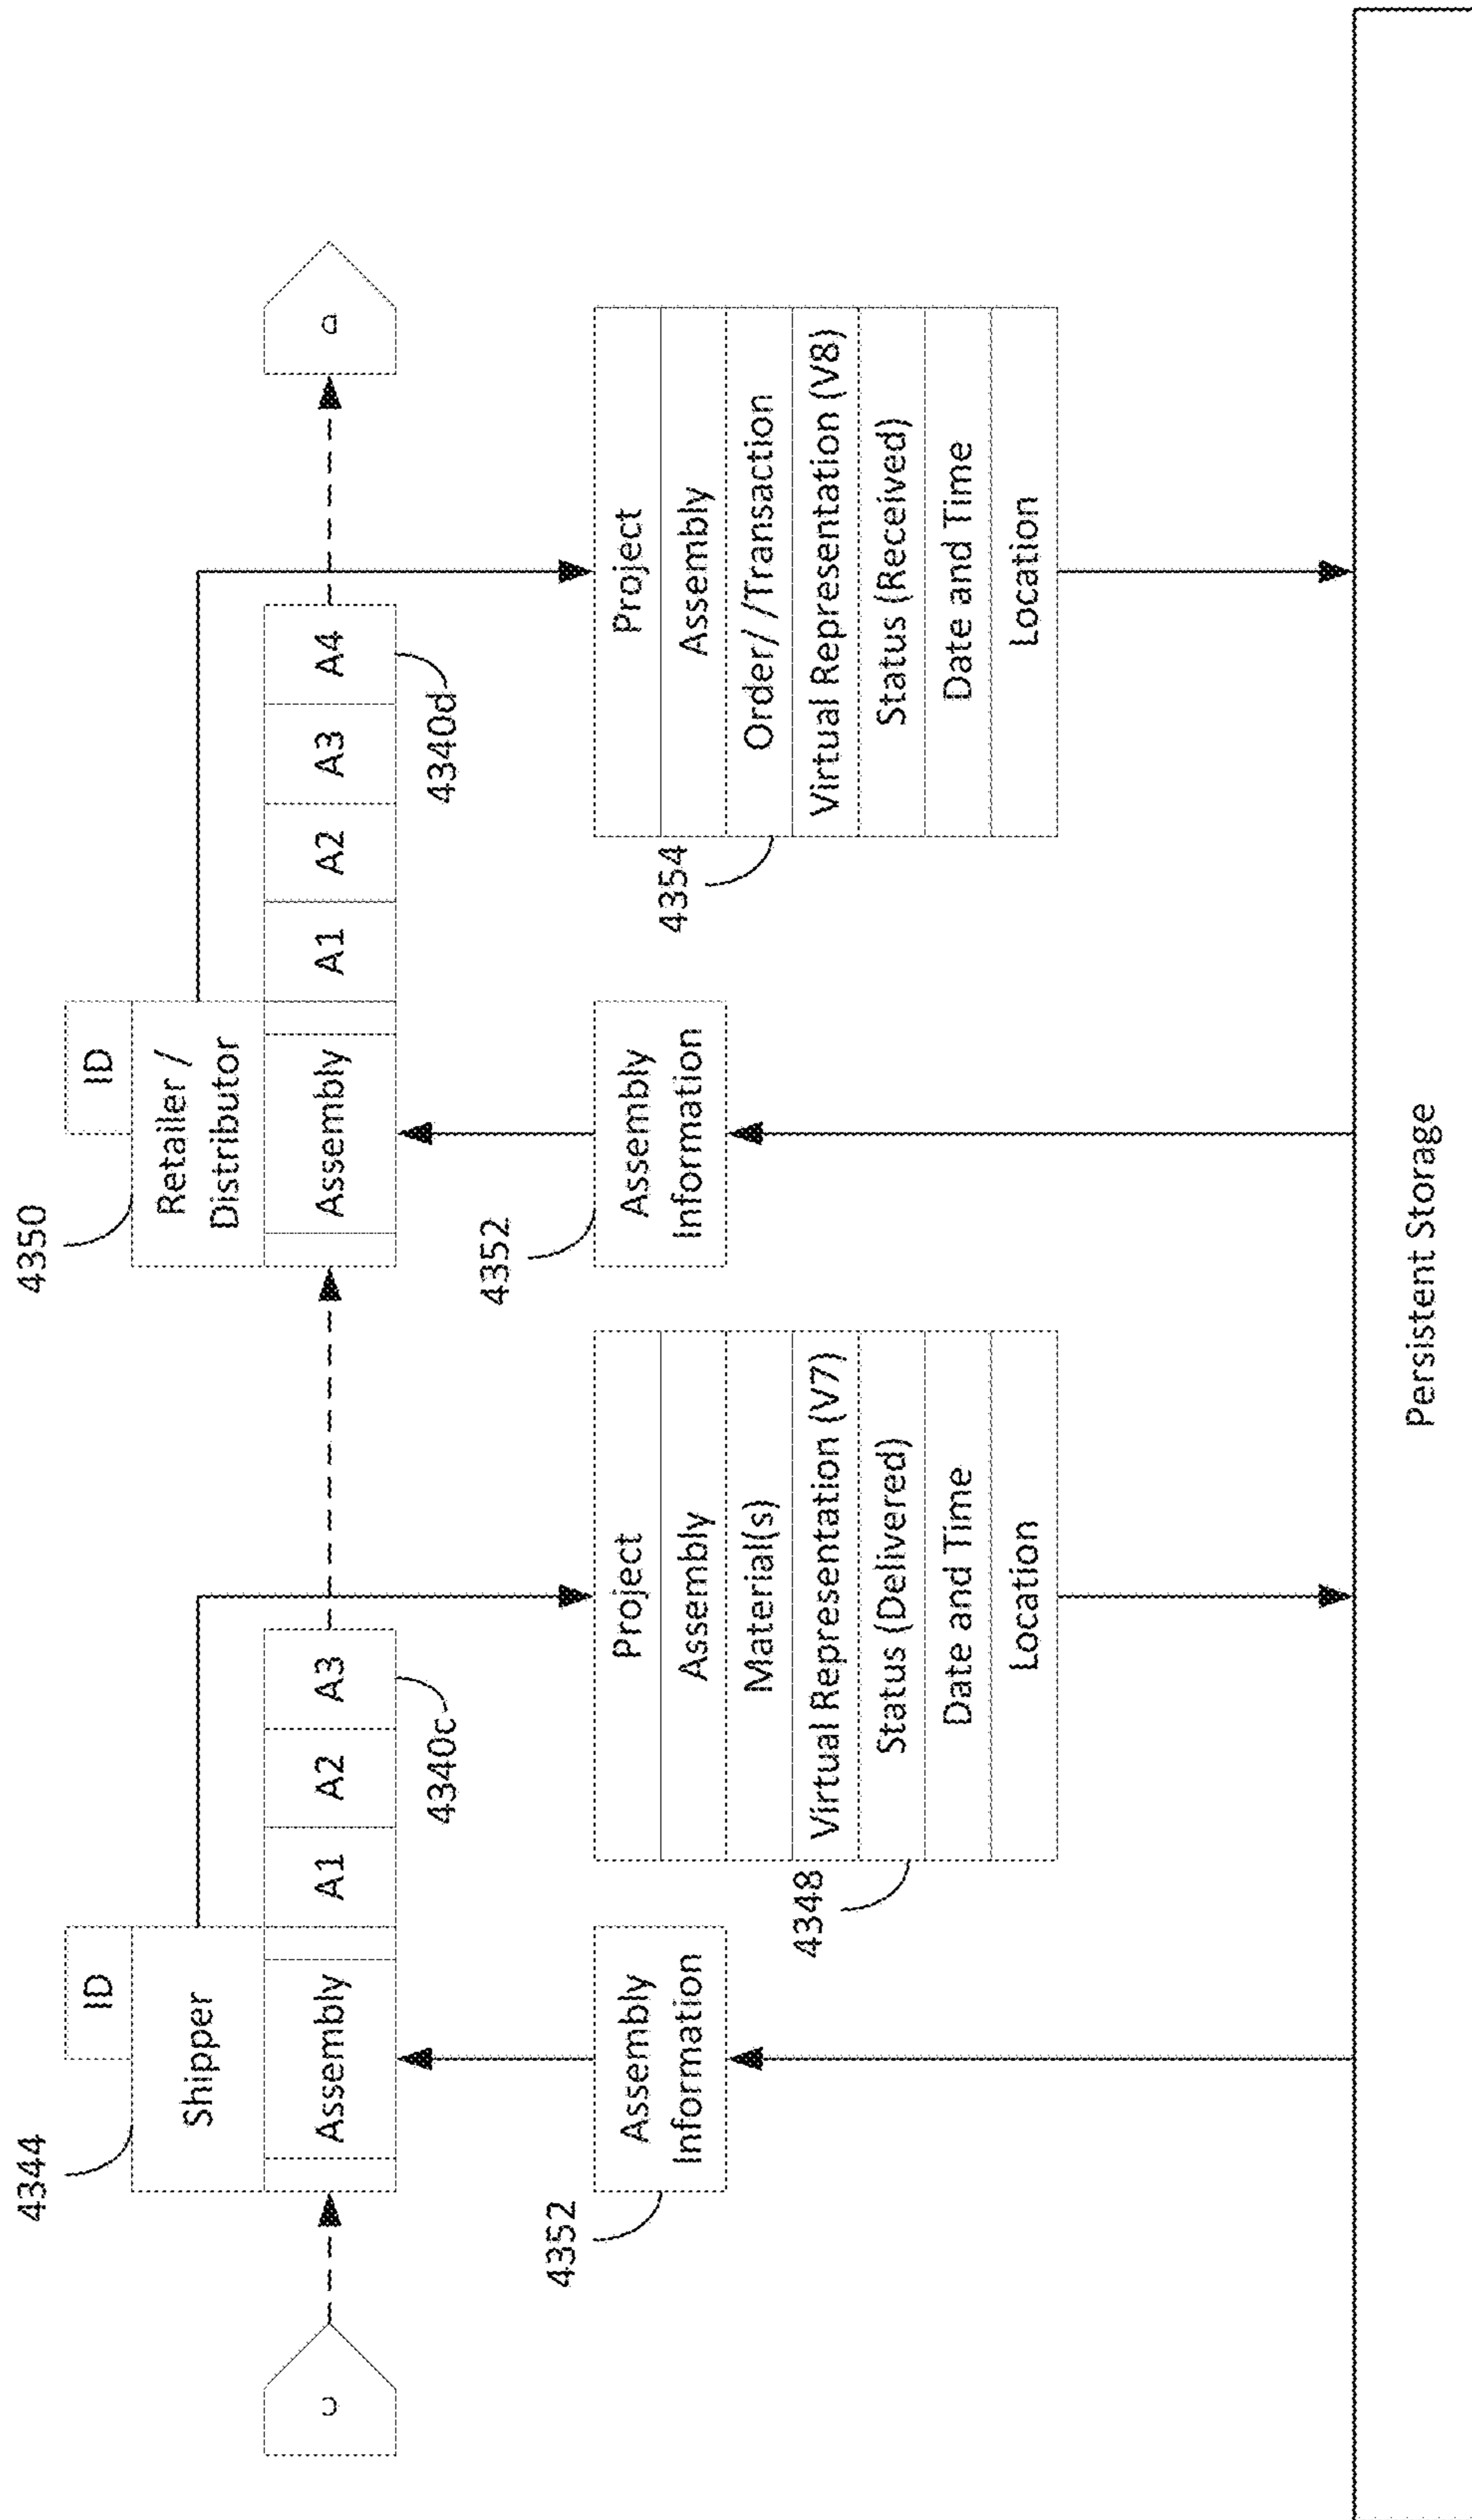 4344
ID
Shipper
Assembly
A1
A2
A3
4340c
4352
Assembly
Information
4348
Project
Assembly
Material(s)
Virtual Representation (V7)
Status (Delivered)
Date and Time
Location
4350
ID
Retailer /
Distributor
Assembly
A1
A2
A3
A4
4340d
4352
Assembly
Information
4354
Project
Assembly
Order/ /Transaction
Virtual Representation (V8)
Status (Received)
Date and Time
Location
Persistent Storage